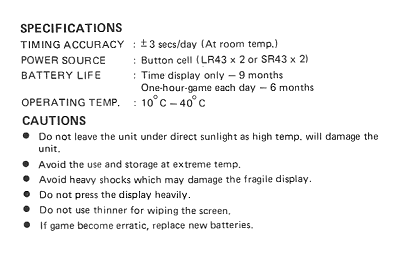 SPECIFICATIONS
TIMING ACCURACY : ±3 secs/day (At room temp.)
POWER SOURCE : Button cell (LR43 x 2 or SR43 x 2)
BATTERY LIFE : Time display only – 9 months
One-hour-game each day – 6 months
OPERATING TEMP. : 10°C – 40°C
CAUTIONS
● Do not leave the unit under direct sunlight as high temp. will damage the
unit.
● Avoid the use and storage at extreme temp.
● Avoid heavy shocks which may damage the fragile display.
● Do not press the display heavily.
● Do not use thinner for wiping the screen.
● If game become erratic, replace new batteries.